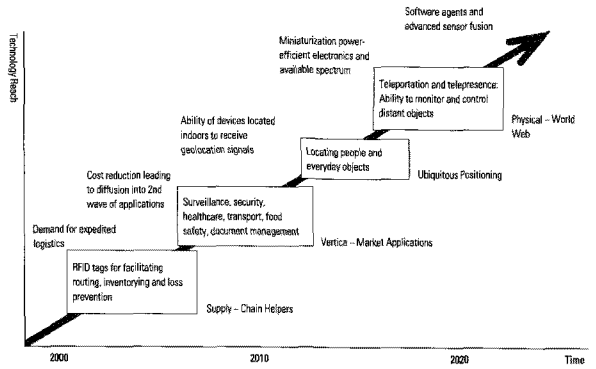 Technology Reach
Software agents and
advanced sensor fusion
Miniaturization power-
efficient electronics and
available spectrum
Teleportation and telepresence:
Ability to monitor and control
distant objects
Physical – World
Web
Ability of devices located
indoors to receive
geolocation signals
Locating people and
everyday objects
Ubiquitous Positioning
Cost reduction leading
to diffusion into 2nd
wave of applications
Surveillance, security,
healthcare, transport, food
safety, document management
Vertica – Market Applications
Demand for expedited
logistics
RFID tags for facilitating
routing, inventorying and loss
prevention
Supply – Chain Helpers
2000
2010
2020
Time